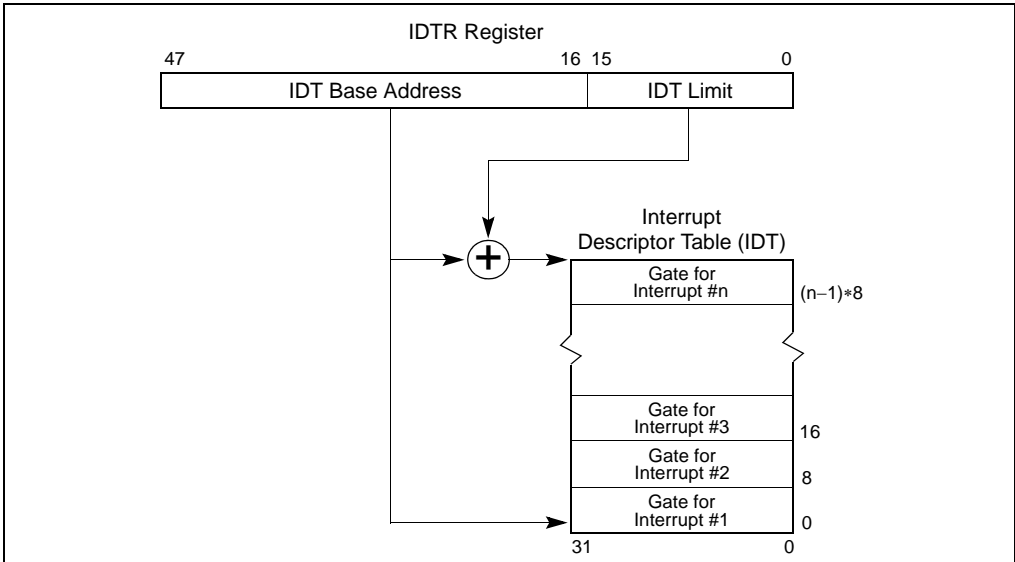 IDTR Register
47 16 15 0
IDT Base Address IDT Limit
+
Interrupt
Descriptor Table (IDT)
Gate for
Interrupt #n
(n−1)∗8
Gate for
Interrupt #3
16
Gate for
Interrupt #2
8
Gate for
Interrupt #1
0
31 0